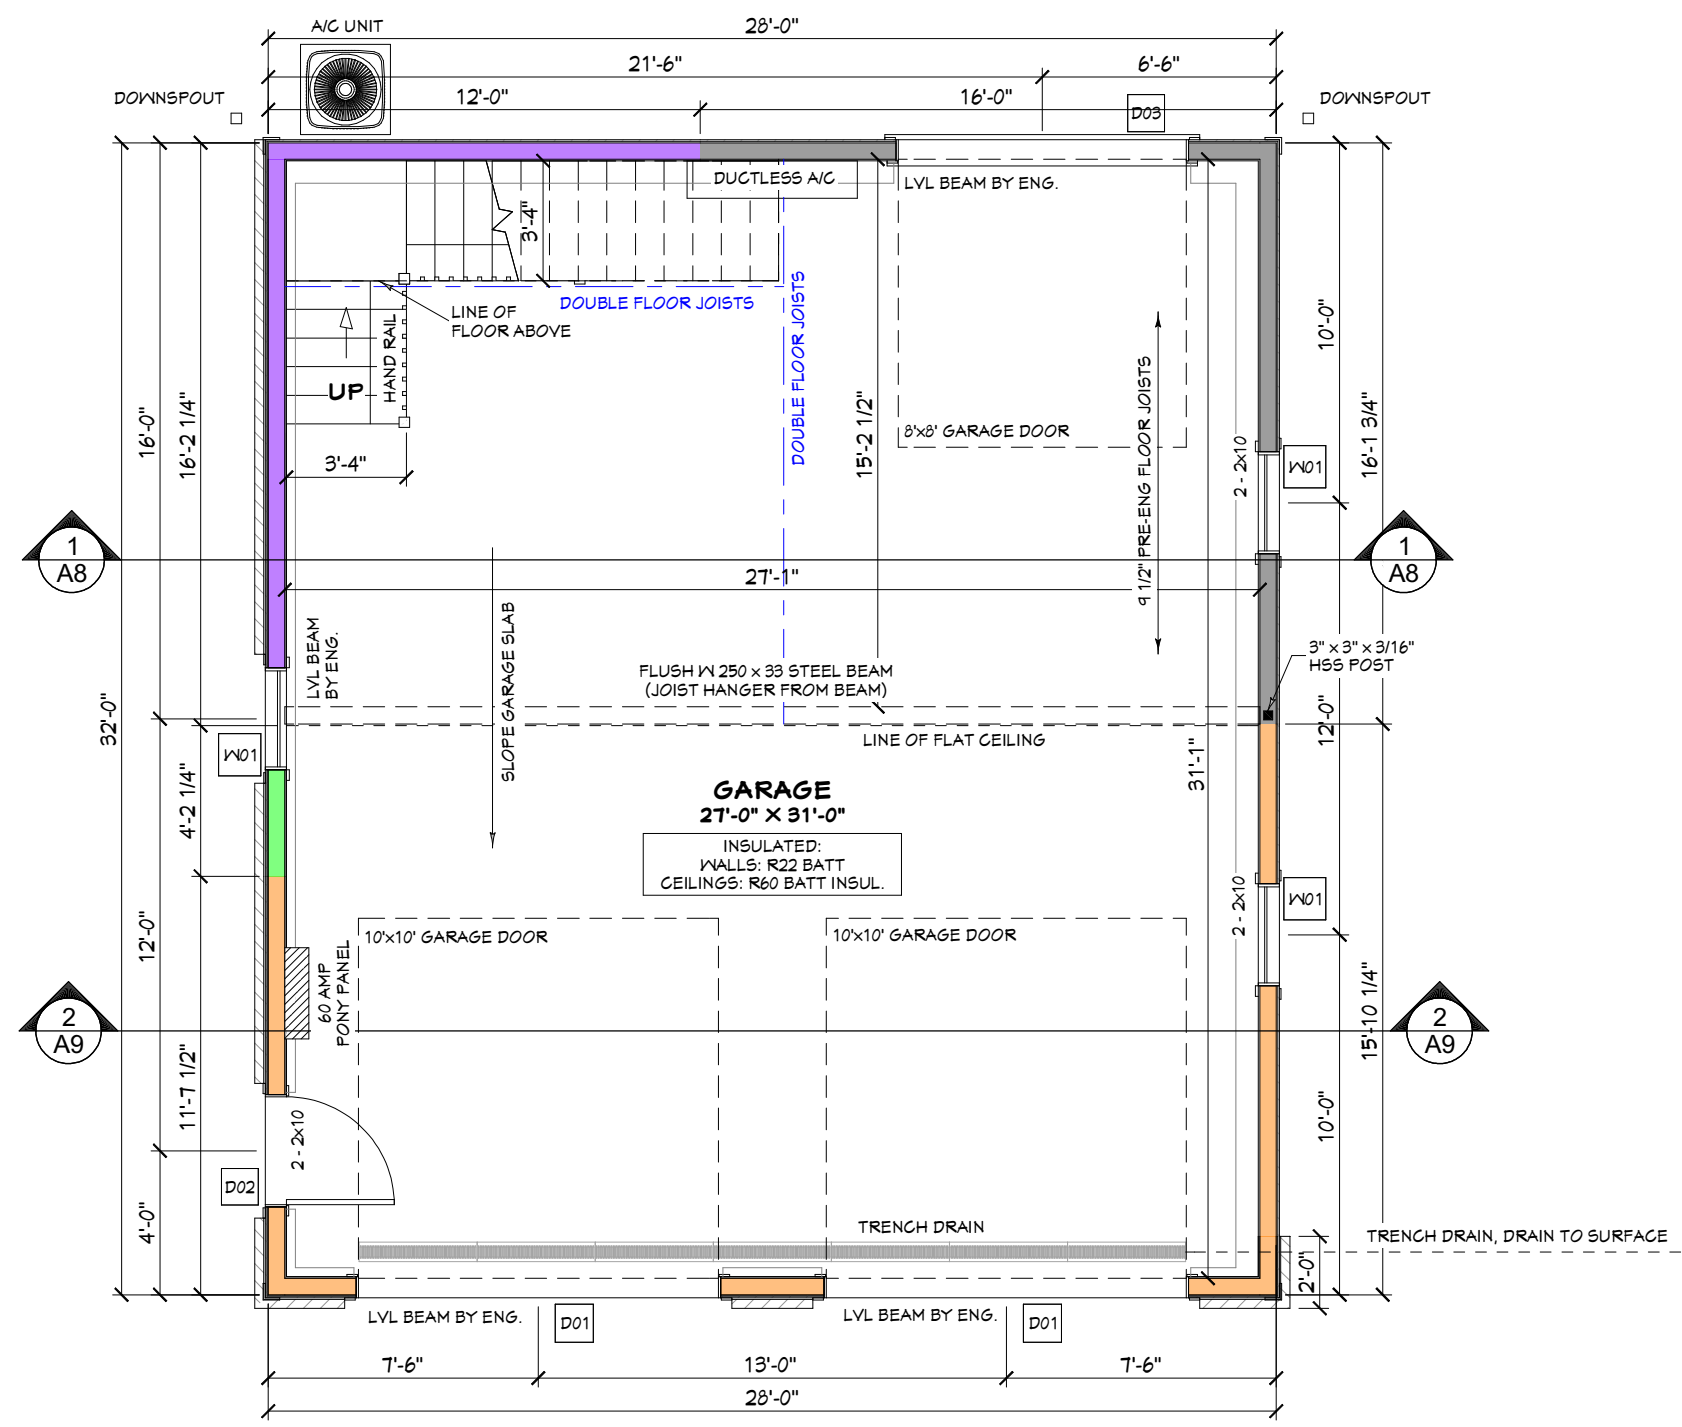 A/C UNIT
28'-0"
21'-6"
6'-6"
DOWNSPOUT
12'-0"
16'-0"
D03
DOWNSPOUT
DUCTLESS A/C
LVL BEAM BY ENG.
3'-4"
DOUBLE FLOOR JOISTS
DOUBLE FLOOR JOISTS
LINE OF
FLOOR ABOVE
HAND RAIL
UP
3'-4"
8'x8' GARAGE DOOR
15'-2 1/2"
9 1/2" PRE-ENG FLOOR JOISTS
2 - 2x10
W01
10'-0"
16'-1 3/4"
16'-0"
16'-2 1/4"
1
A8
1
A8
27'-1"
LVL BEAM
BY ENG.
SLOPE GARAGE SLAB
FLUSH W 250 x 33 STEEL BEAM
(JOIST HANGER FROM BEAM)
3" x 3" x 3/16"
HSS POST
32'-0"
W01
LINE OF FLAT CEILING
12'-0"
31'-1"
4'-2 1/4"
GARAGE
27'-0" X 31'-0"
INSULATED:
WALLS: R22 BATT
CEILINGS: R60 BATT INSUL.
2 - 2x10
W01
12'-0"
10'x10' GARAGE DOOR
10'x10' GARAGE DOOR
60 AMP
PONY PANEL
2
A9
2
A9
15'-10 1/4"
11'-7 1/2"
10'-0"
2 - 2x10
D02
4'-0"
TRENCH DRAIN
TRENCH DRAIN, DRAIN TO SURFACE
2'-0"
LVL BEAM BY ENG.
D01
LVL BEAM BY ENG.
D01
7'-6"
13'-0"
7'-6"
28'-0"